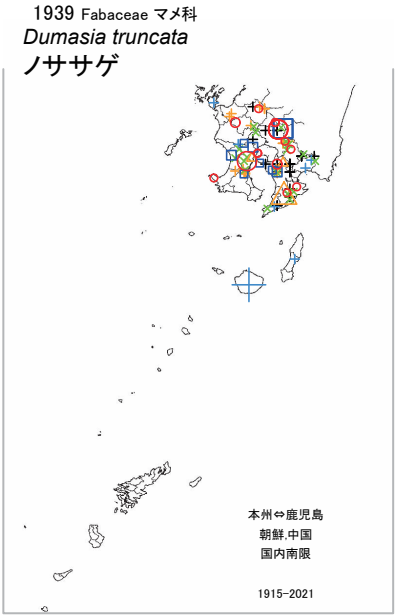 1939 Fabaceae マメ科
Dumasia truncata
ノササゲ
本州⇔鹿児島
朝鮮,中国
国内南限
1915-2021